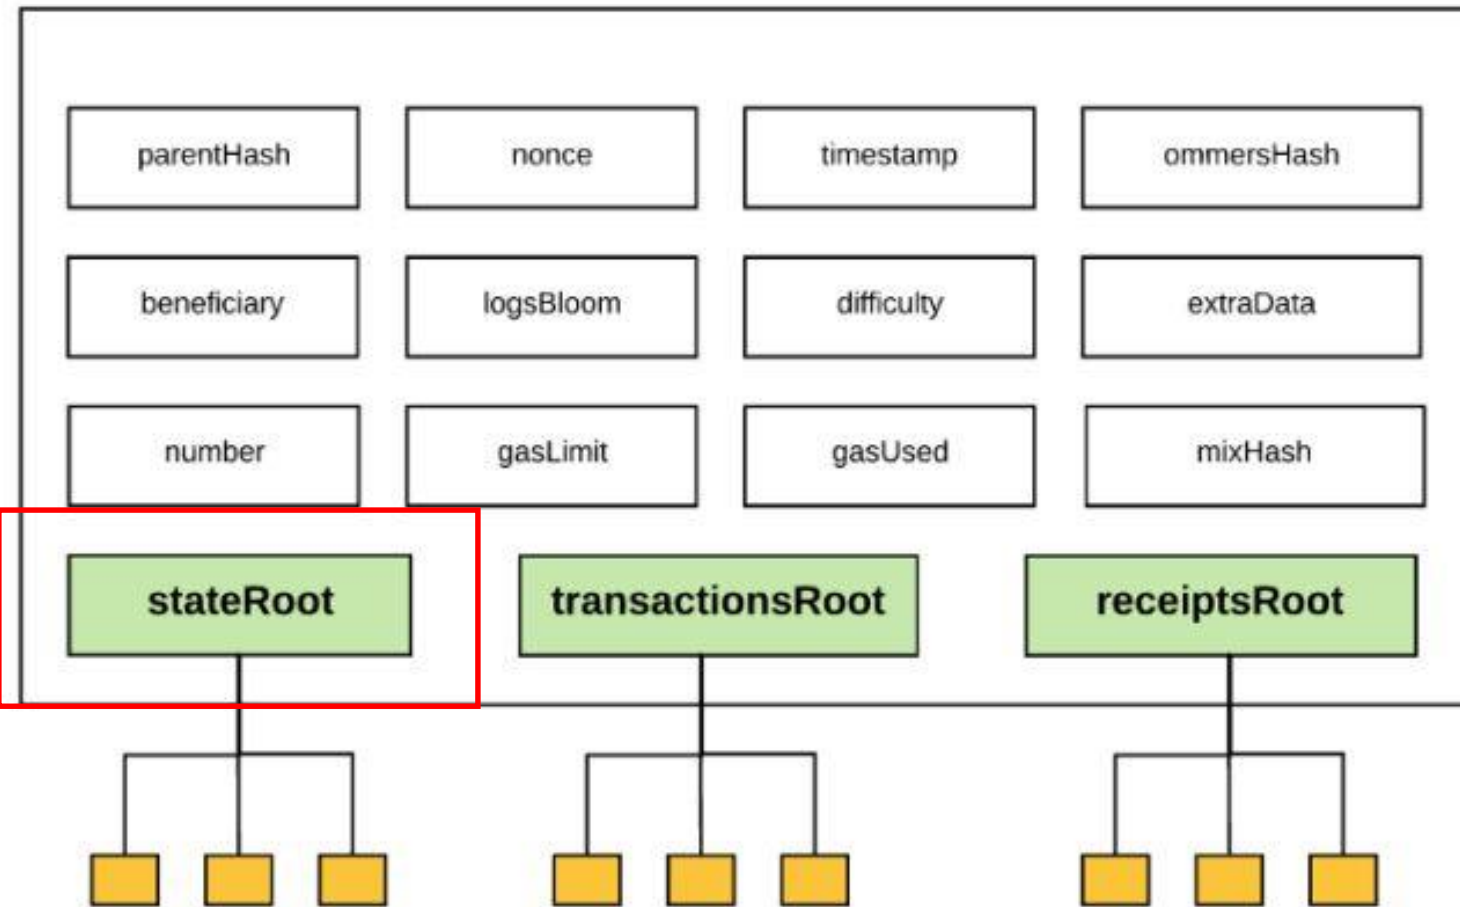 parentHash
nonce
timestamp
ommersHash
beneficiary
logsBloom
difficulty
extraData
number
gasLimit
gasUsed
mixHash
stateRoot
transactionsRoot
receiptsRoot